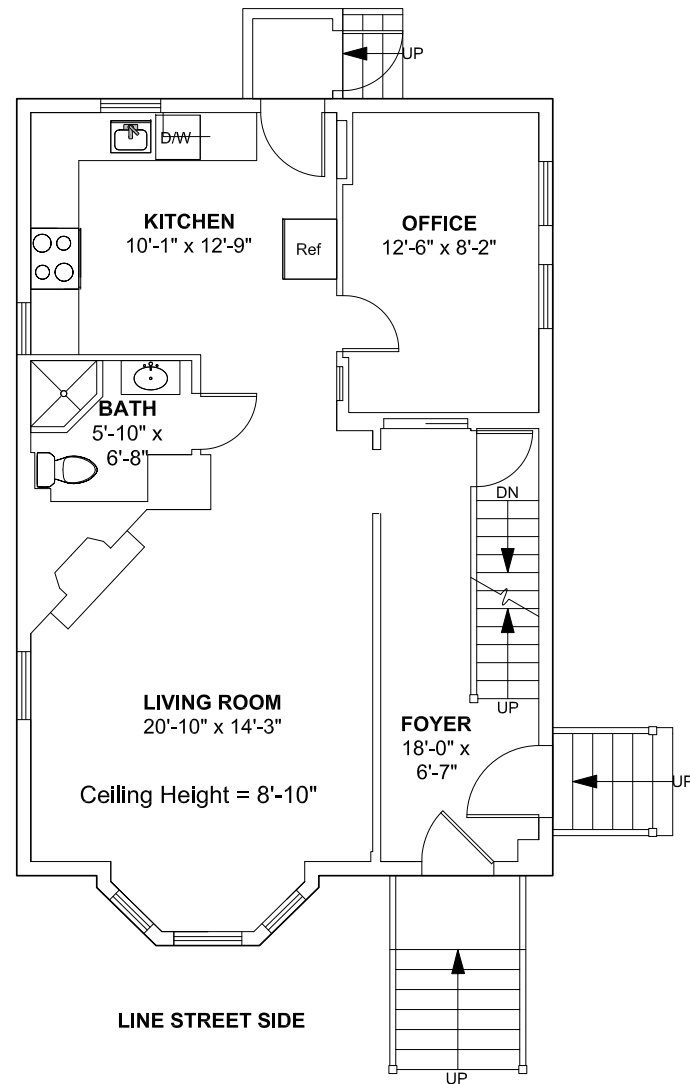 UP
D/W
KITCHEN
10'-1" x 12'-9"
Ref
OFFICE
12'-6" x 8'-2"
BATH
5'-10" x
6'-8"
DN
UP
LIVING ROOM
20'-10" x 14'-3"
FOYER
18'-0" x
6'-7"
Ceiling Height = 8'-10"
UP
LINE STREET SIDE
UP